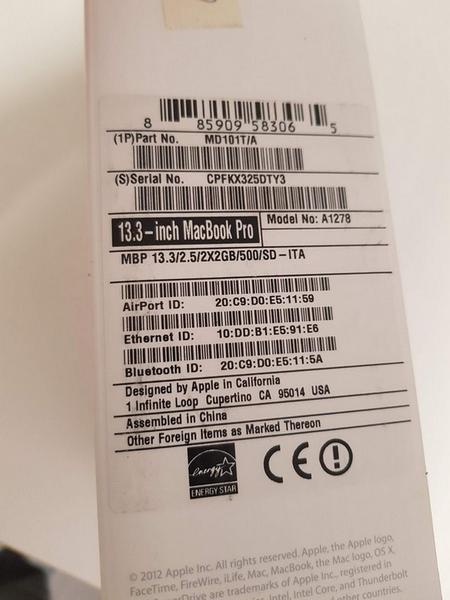 8 85909 58306 5
(1P)Part No. MD101T/A
(S)Serial No. CPFKX325DTY3
13.3-inch MacBook Pro Model No: A1278
MBP 13.3/2.5/2X2GB/500/SD-ITA
AirPort ID: 20:C9:D0:E5:11:59
Ethernet ID: 10:DD:B1:E5:91:E6
Bluetooth ID: 20:C9:D0:E5:11:5A
Designed by Apple in California
1 Infinite Loop Cupertino CA 95014 USA
Assembled in China
Other Foreign Items as Marked Thereon
energy
ENERGY STAR
CE
© 2012 Apple Inc. All rights reserved. Apple, the Apple logo,
FaceTime, FireWire, iLife, Mac, MacBook, the Mac logo, OS X,
are trademarks of Apple Inc., registered in
Intel, Intel Core, and Thunderbolt
other countries.